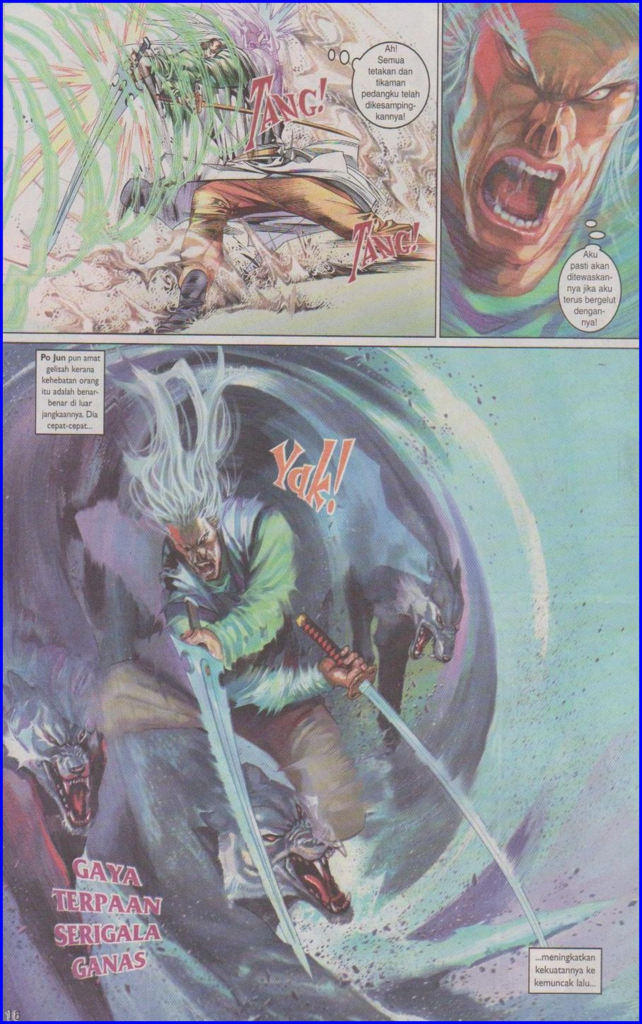 Ah!
Semua
tetakan dan
tikaman
pedangku telah
dikesamping-
kannya!
TANG!
TANG!
Aku
pasti akan
ditewaskan-
nya jika aku
terus bergelut
dengan-
nya!
Po Jun pun amat
gelisah kerana
kehebatan orang
itu adalah benar-
benar di luar
jangkaannya. Dia
cepat-cepat...
Yak!
GAYA
TERPAAN
SERIGALA
GANAS
...meningkatkan
kekuatannya ke
kemuncak lalu...
16